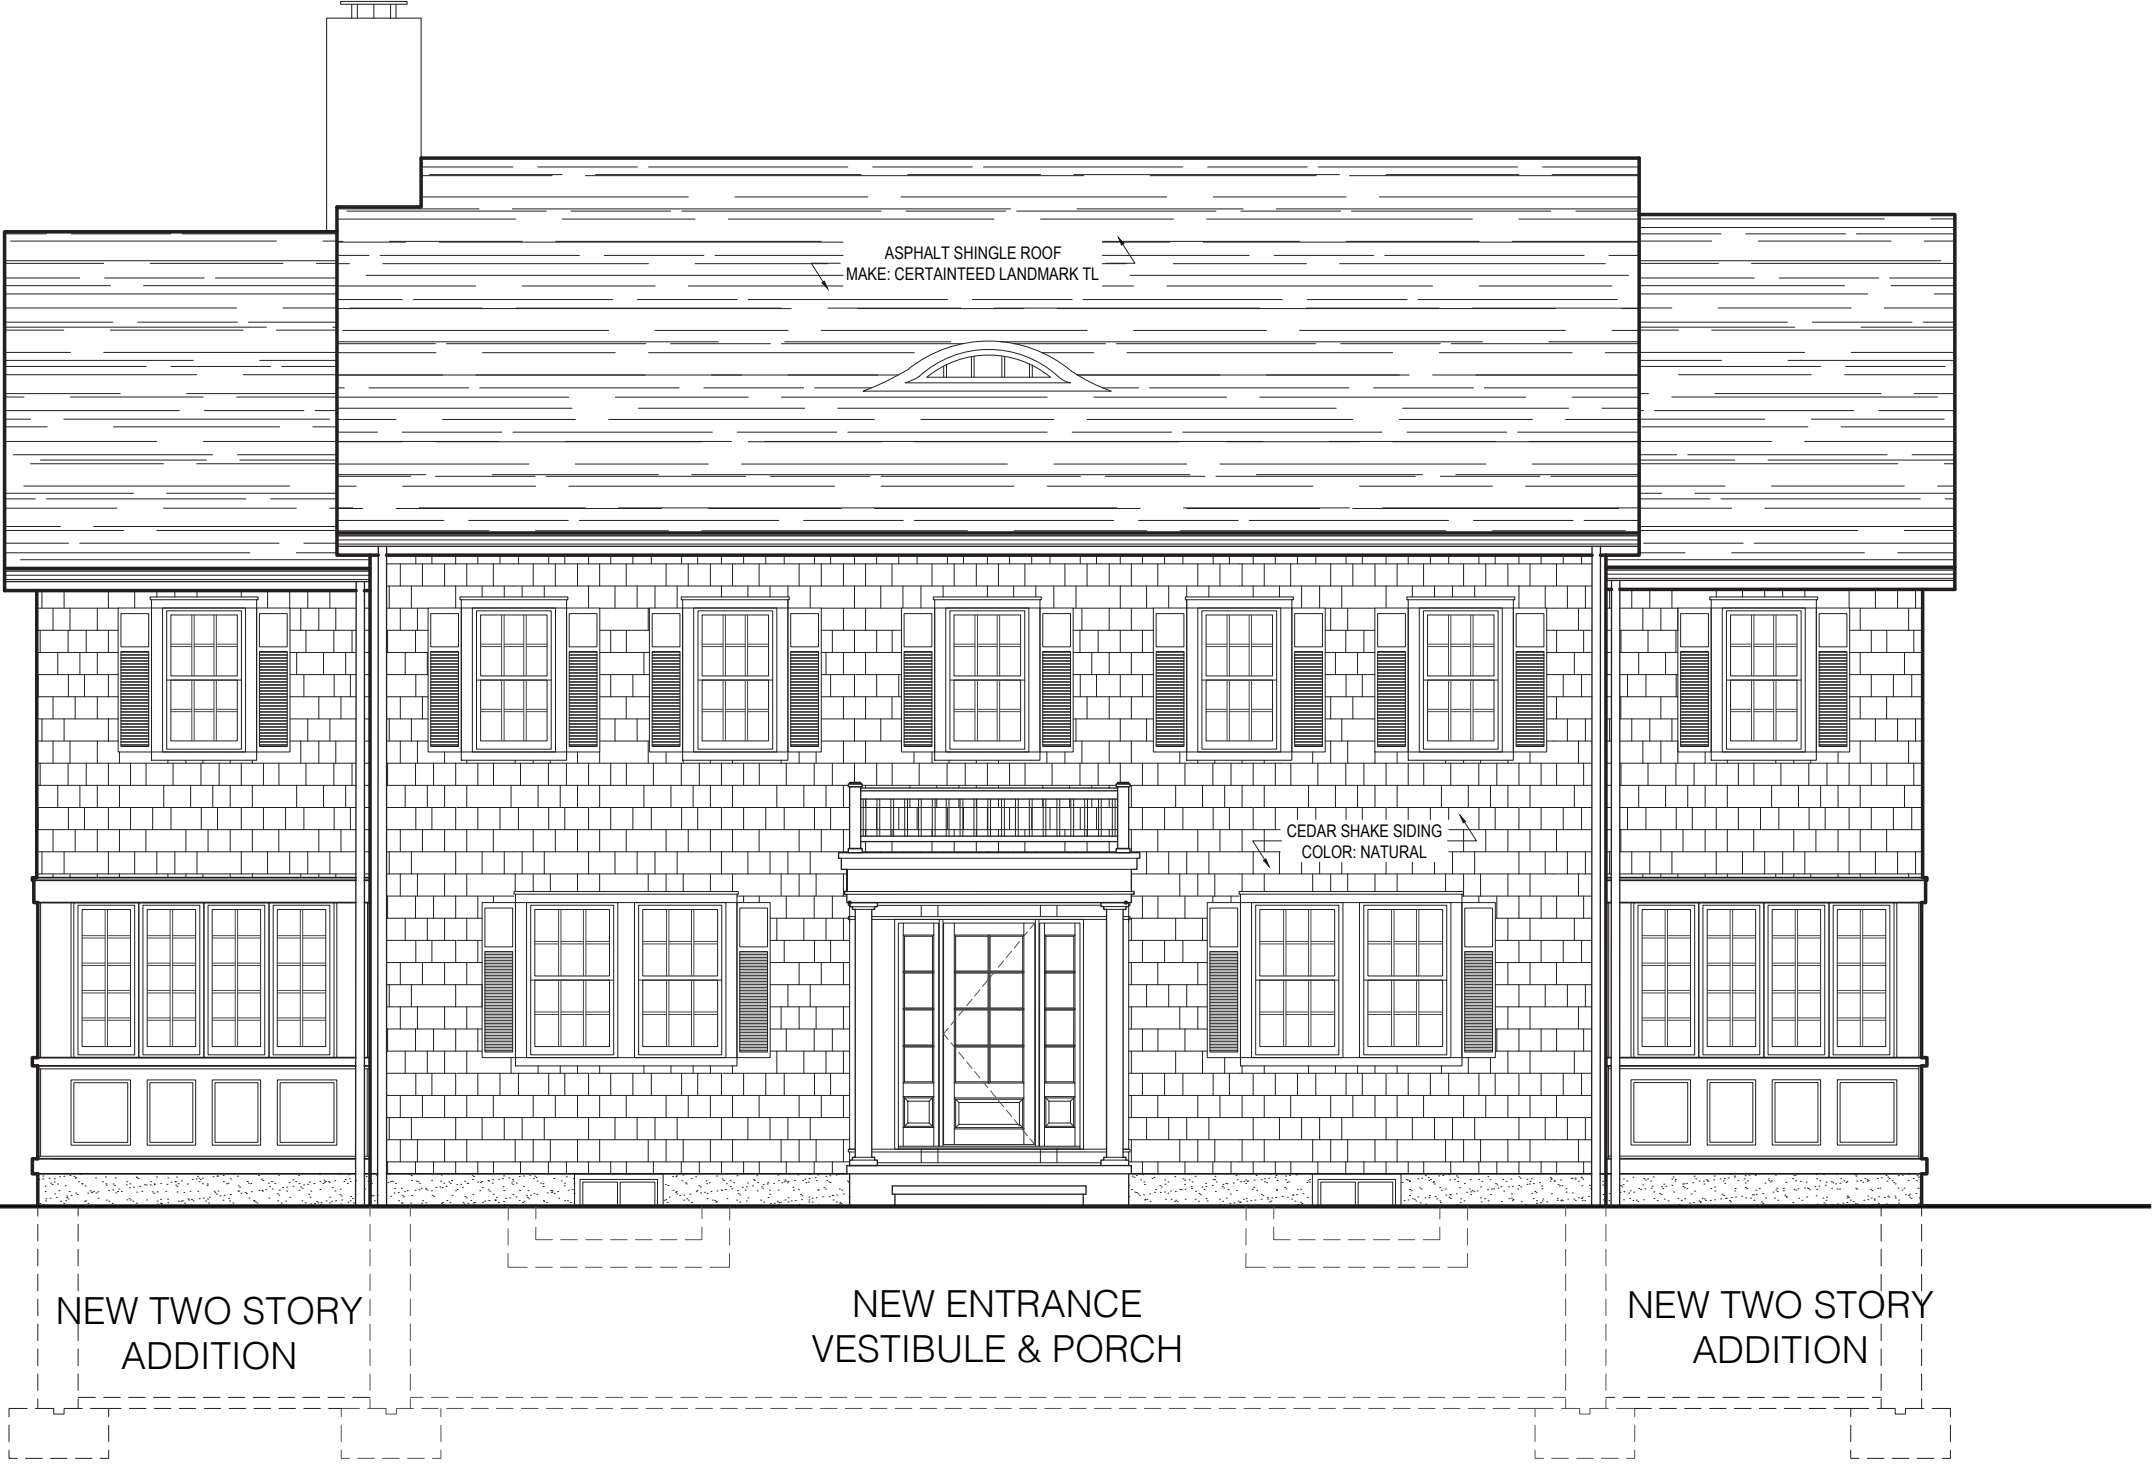 ASPHALT SHINGLE ROOF
MAKE: CERTAINTEED LANDMARK TL
CEDAR SHAKE SIDING
COLOR: NATURAL
NEW TWO STORY
ADDITION
NEW ENTRANCE
VESTIBULE & PORCH
NEW TWO STORY
ADDITION